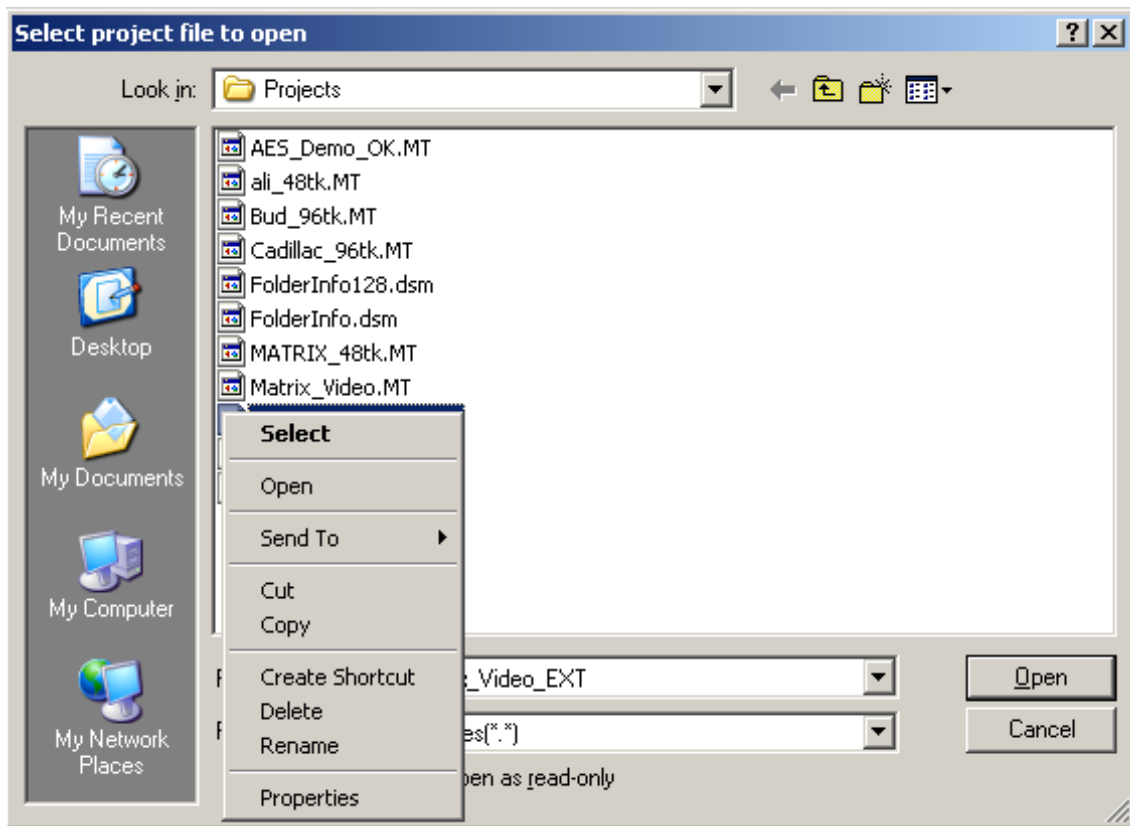 Select project file to open
Look in:
Projects
My Recent
Documents
Desktop
My Documents
My Computer
My Network
Places
AES_Demo_OK.MT
ali_48tk.MT
Bud_96tk.MT
Cadillac_96tk.MT
FolderInfo128.dsm
FolderInfo.dsm
MATRIX_48tk.MT
Matrix_Video.MT
Select
Open
Send To
Cut
Copy
Create Shortcut
Delete
Rename
Properties
_Video_EXT
Open
es(*.*)
Cancel
pen as read-only